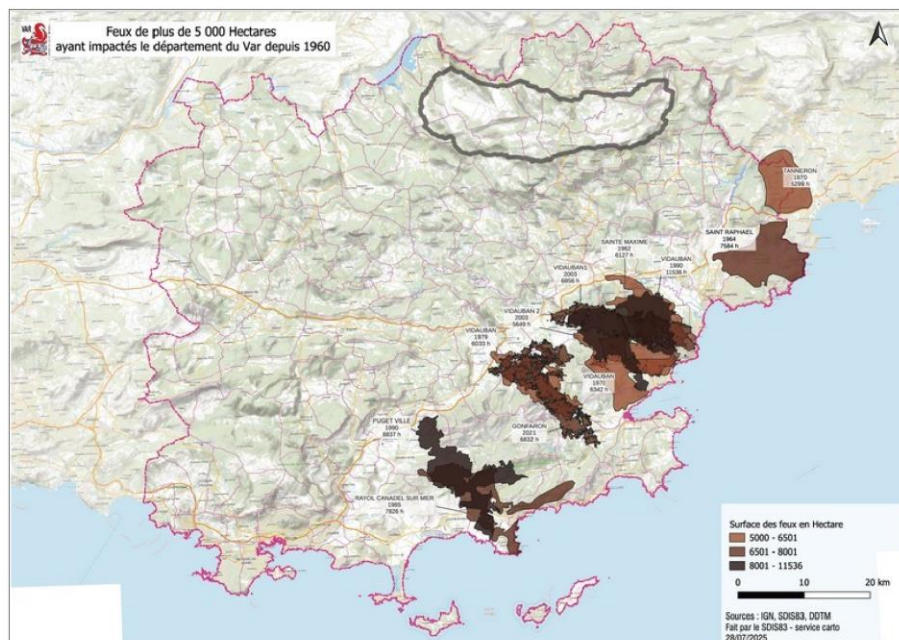 VAR
Feux de plus de 5 000 Hectares
ayant impactés le département du Var depuis 1960
TANNERON
1970
5299 h
SAINT RAPHAEL
1964
7584 h
SAINTE MAXIME
1962
6127 h
VIDAUBAN
1990
11536 h
VIDAUBAN1
2003
6856 h
VIDAUBAN 2
2003
5649 h
VIDAUBAN
1979
6033 h
VIDAUBAN
1970
6342 h
GONFARON
2021
6832 h
PUGET VILLE
1990
8837 h
RAYOL CANADEL SUR MER
7826 h
Surface des feux en Hectare
5000 - 6501
6501 - 8001
8001 - 11536
0 10 20 km
Sources : IGN, SDIS83, DDTM
Fait par le SDIS83 - service carto
28/07/2025